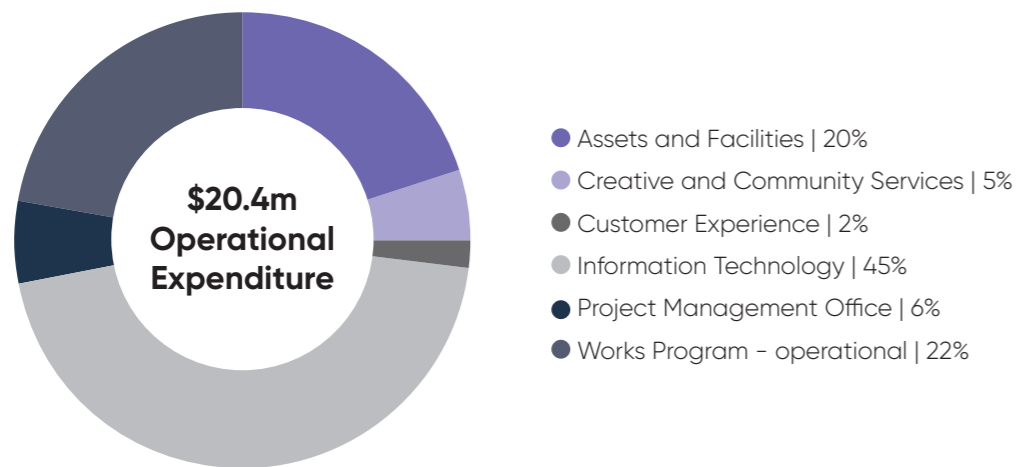 $20.4m
Operational
Expenditure
Assets and Facilities | 20%
Creative and Community Services | 5%
Customer Experience | 2%
Information Technology | 45%
Project Management Office | 6%
Works Program - operational | 22%